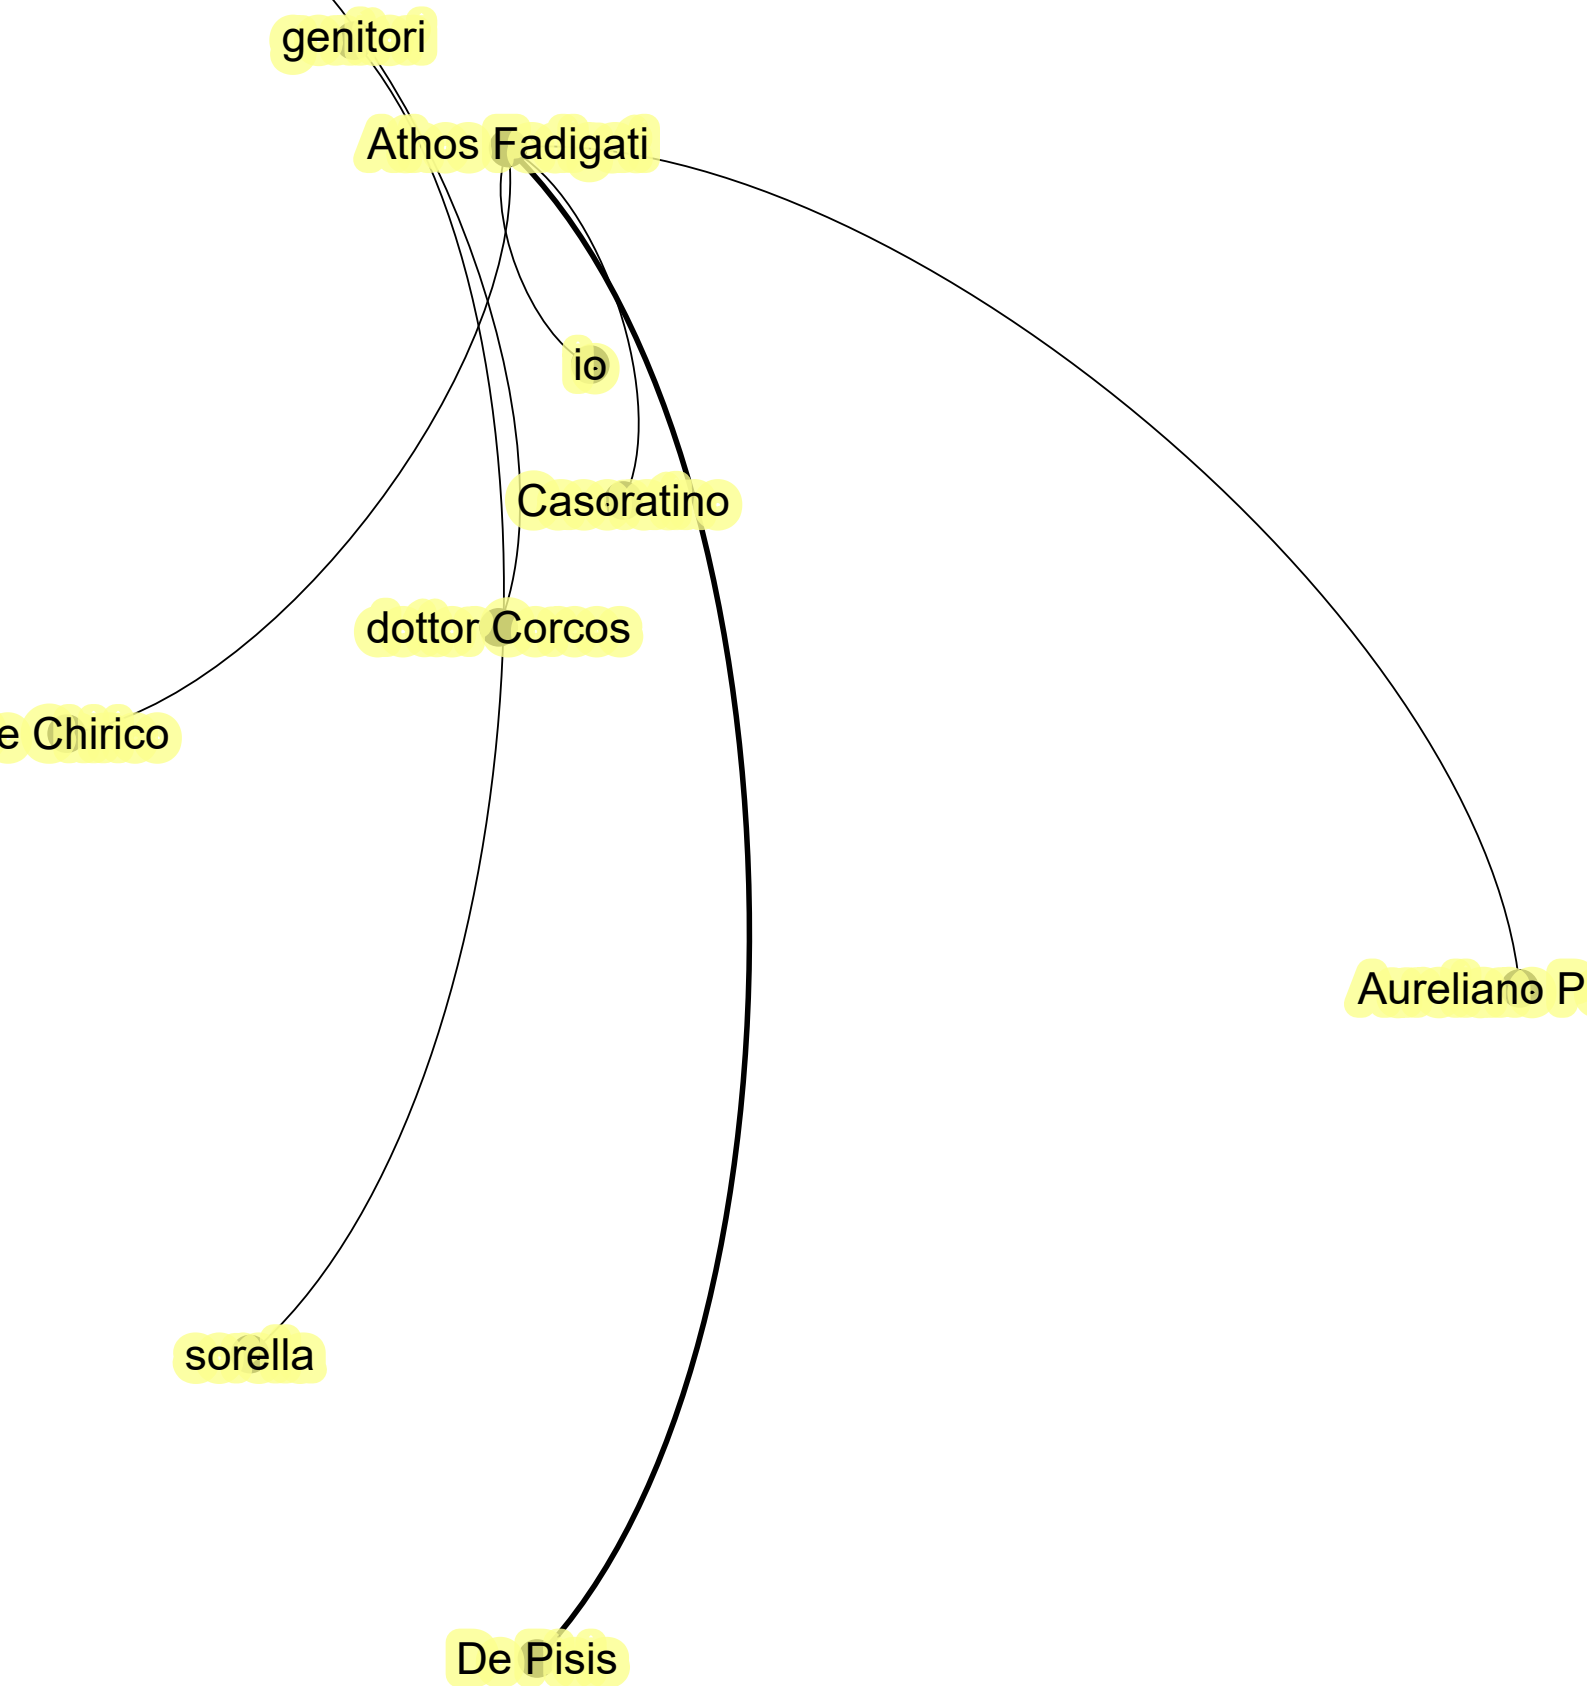 genitori
Athos Fadigati
io
Casoratino
dottor Corcos
e Chirico
Aureliano P
sorella
De Pisis